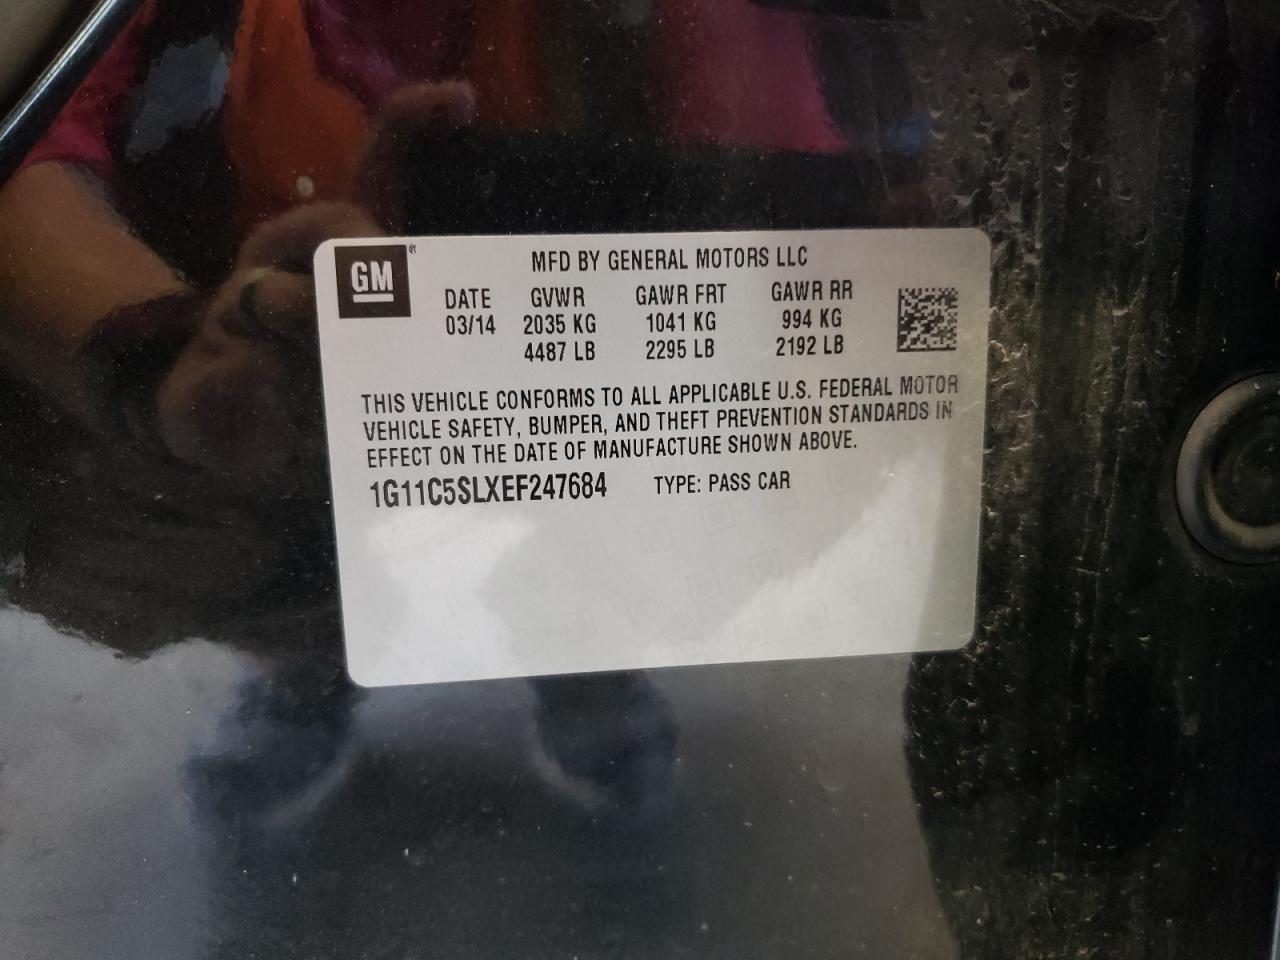 GM®
MFD BY GENERAL MOTORS LLC
DATE GVWR GAWR FRT GAWR RR
03/14 2035 KG 1041 KG 994 KG
4487 LB 2295 LB 2192 LB
THIS VEHICLE CONFORMS TO ALL APPLICABLE U.S. FEDERAL MOTOR
VEHICLE SAFETY, BUMPER, AND THEFT PREVENTION STANDARDS IN
EFFECT ON THE DATE OF MANUFACTURE SHOWN ABOVE.
1G11C5SLXEF247684 TYPE: PASS CAR